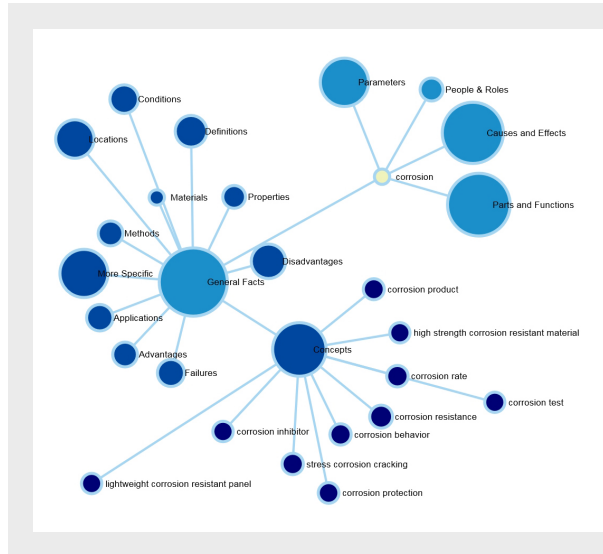 Parameters
People & Roles
Conditions
Causes and Effects
Locations
Definitions
corrosion
Materials
Properties
Parts and Functions
Methods
Disadvantages
More Specific
General Facts
corrosion product
Applications
high strength corrosion resistant material
Concepts
Advantages
Failures
corrosion rate
corrosion test
corrosion resistance
corrosion inhibitor
corrosion behavior
stress corrosion cracking
lightweight corrosion resistant panel
corrosion protection